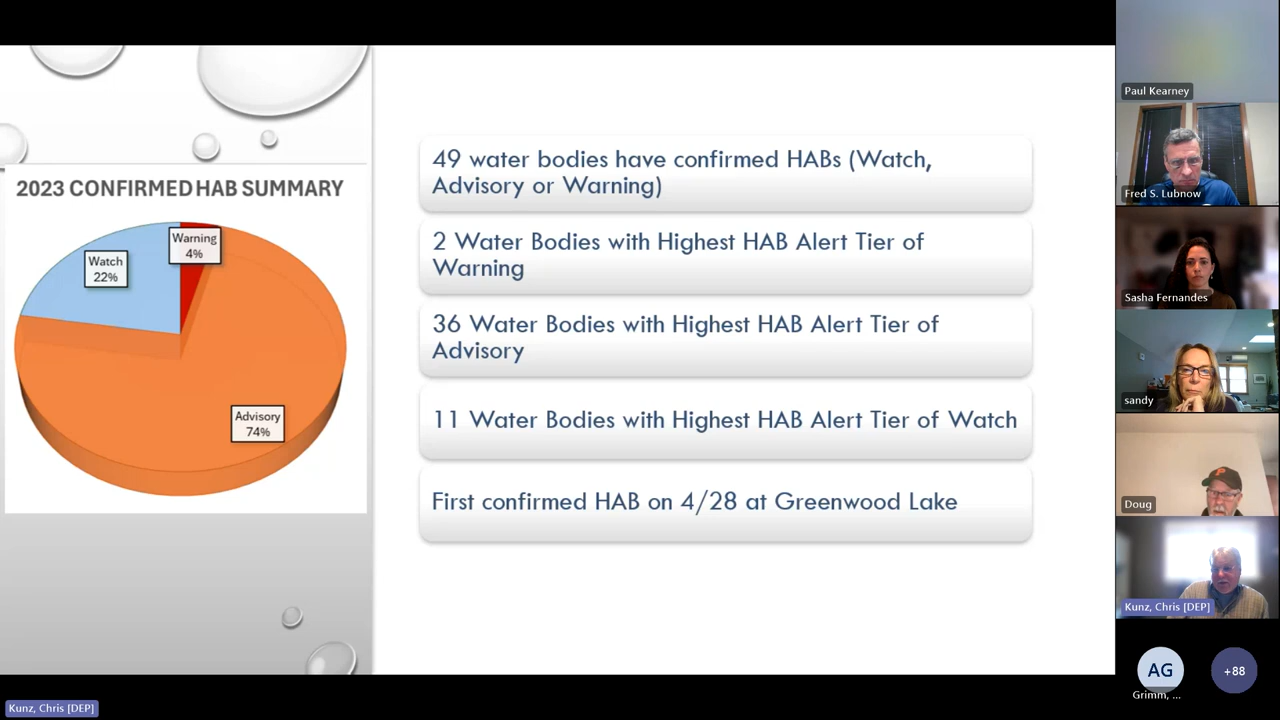 2023 CONFIRMED HAB SUMMARY
Warning
4%
Watch
22%
Advisory
74%
49 water bodies have confirmed HABs (Watch,
Advisory or Warning)
2 Water Bodies with Highest HAB Alert Tier of
Warning
36 Water Bodies with Highest HAB Alert Tier of
Advisory
11 Water Bodies with Highest HAB Alert Tier of Watch
First confirmed HAB on 4/28 at Greenwood Lake
Paul Kearney
Fred S. Lubnow
Sasha Fernandes
sandy
Doug
Kunz, Chris [DEP]
AG
Grimm, ...
+88
Kunz, Chris [DEP]